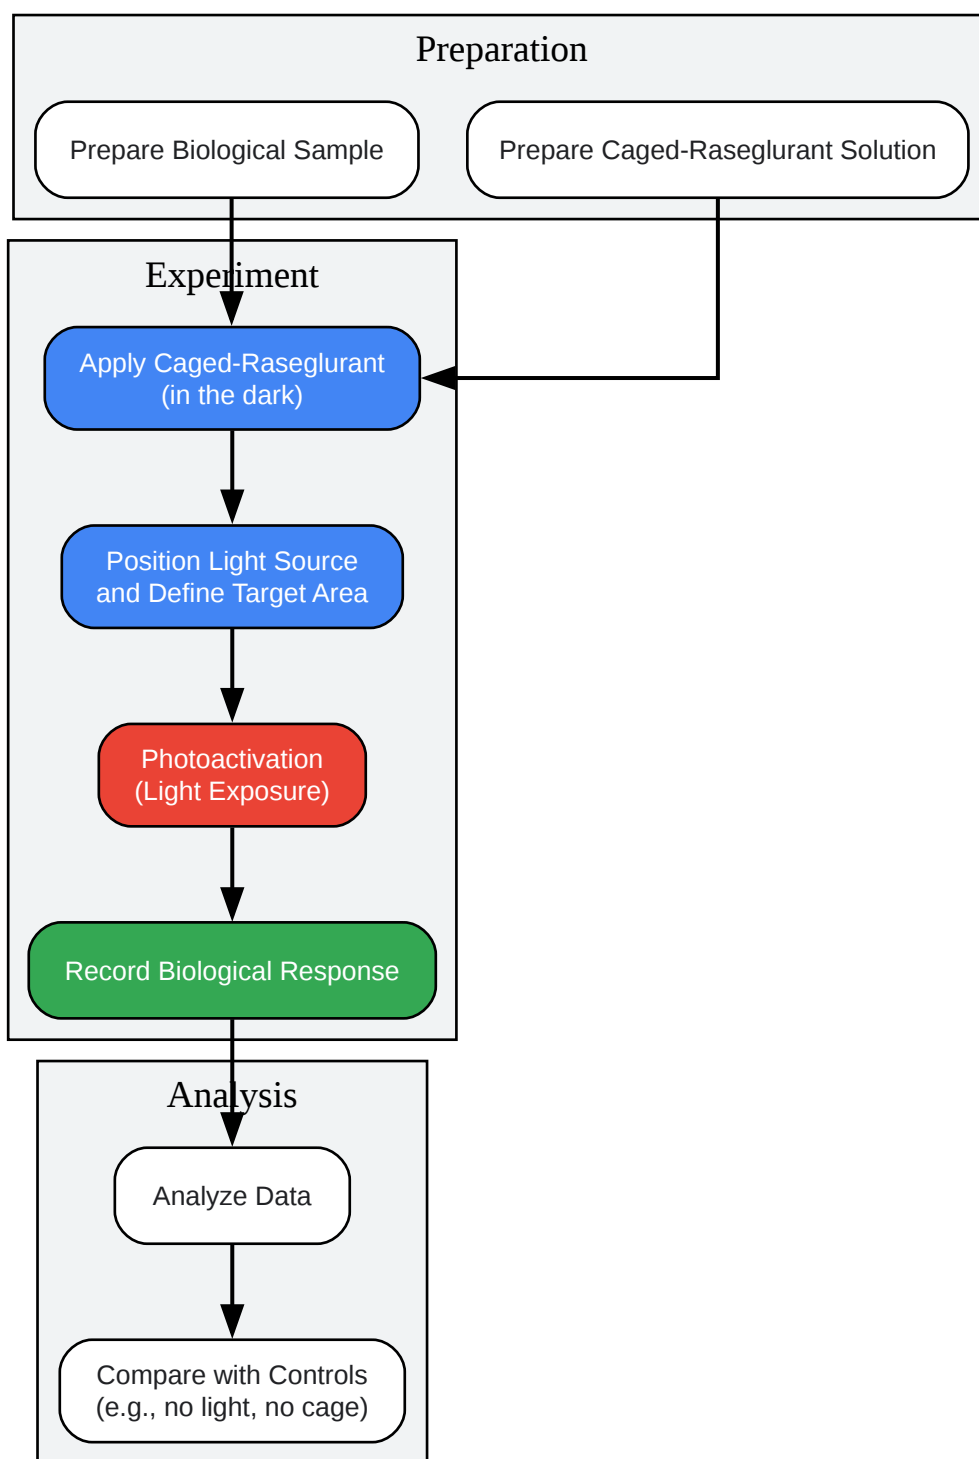 Preparation
Prepare Biological Sample
Prepare Caged-Raseglurant Solution
Experiment
Apply Caged-Raseglurant
(in the dark)
Position Light Source
and Define Target Area
Photoactivation
(Light Exposure)
Record Biological Response
Analysis
Analyze Data
Compare with Controls
(e.g., no light, no cage)